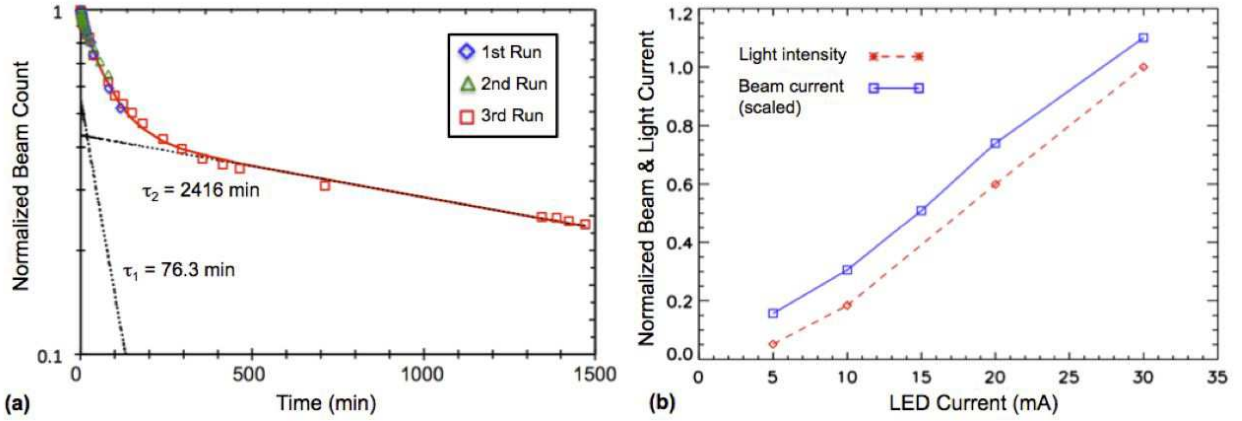 Normalized Beam Count
1
0.1
0
500
1000
1500
Time (min)
(a)
1st Run
2nd Run
3rd Run
τ2 = 2416 min
τ1 = 76.3 min
Normalized Beam & Light Current
1.2
1.0
0.8
0.6
0.4
0.2
0.0
0
5
10
15
20
25
30
35
LED Current (mA)
(b)
Light intensity
Beam current
(scaled)